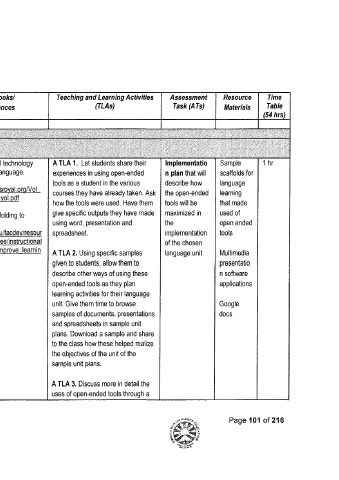 ooks/
nces
Teaching and Learning Activities
(TLAs)
Assessment
Task (ATs)
Resource
Materials
Time
Table
(54 hrs)
l technology
anguage.
sroyal.org/Vol_
yol.pdf
folding to
u/facdev/resour
es/instructional
mprove_learnin
A TLA 1. Let students share their
experiences in using open-ended
tools as a student in the various
courses they have already taken. Ask
how the tools were used. Have them
give specific outputs they have made
using word, presentation and
spreadsheet.
A TLA 2. Using specific samples
given to students, allow them to
describe other ways of using these
open-ended tools as they plan
learning activities for their language
unit. Give them time to browse
samples of documents, presentations
and spreadsheets in sample unit
plans. Download a sample and share
to the class how these helped realize
the objectives of the unit of the
sample unit plans.
A TLA 3. Discuss more in detail the
uses of open-ended tools through a
Implementatio
n plan that will
describe how
the open-ended
tools will be
maximized in
the
implementation
of the chosen
language unit.
Sample
scaffolds for
language
learning
that made
used of
open ended
tools
Multimedia
presentatio
n software
applications
Google
docs
1 hr
Page 101 of 216